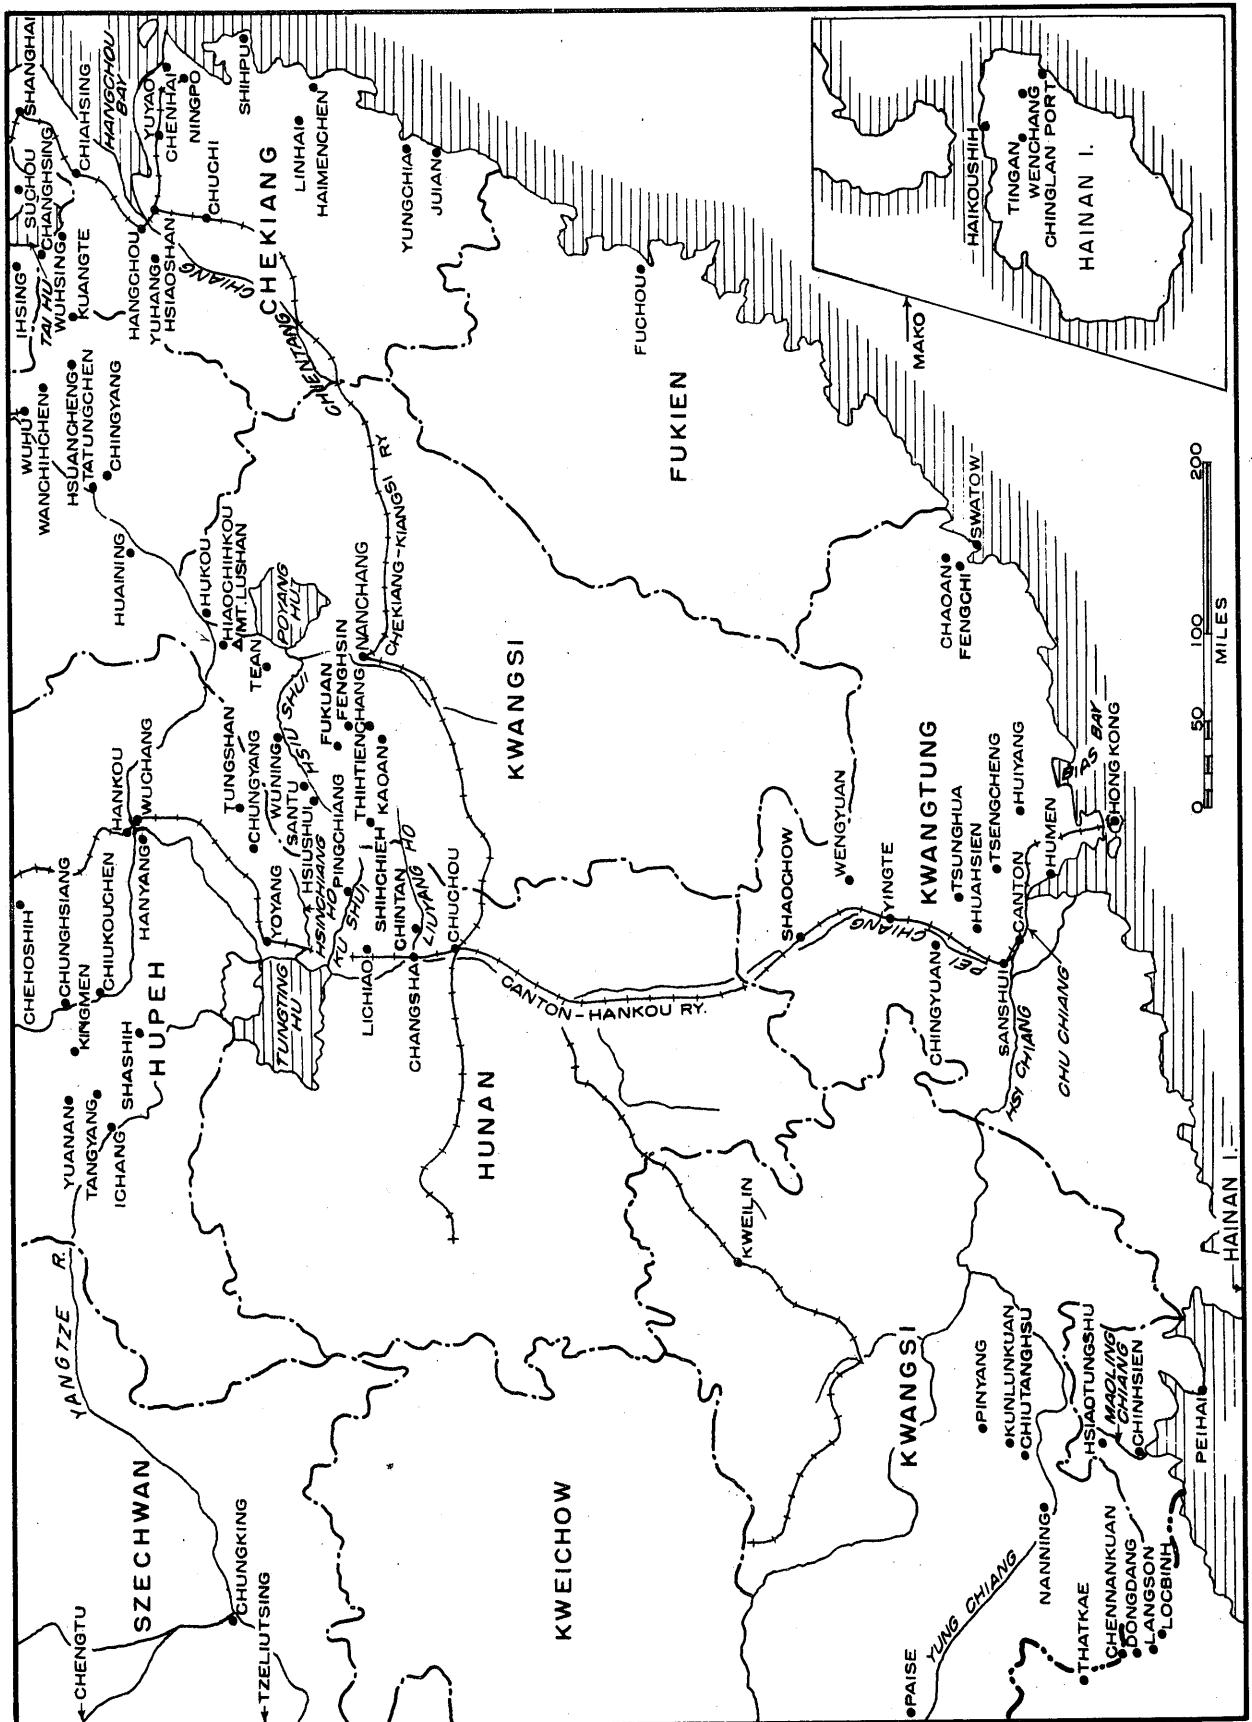 SHANGHAI
SUCHOU
CHANGHSING
CHIAHSING
HANGCHOU
BAY
YUYAO
CHENHAI
NINGPO
SHIHPU
IHSING
TAI HU
WUHSING
KUANGTE
HANGCHOU
YUHANG
HSIAOSHAN
CHUCHI
CHIANG
CHEKIANG
LINHAI
HAIMENCHEN
YUNGCHIA
JUIAN
WUHU
WANCHIHCHEN
HSUANCHENG
TATUNGCHEN
CHINGYANG
CHIENTANG
FUCHOU
FUKIEN
HUAINING
HUKOU
HIAOCHIHKOU
MT. LUSHAN
POYANG
HU
TEAN
NANCHANG
CHEKIANG-KIANGSI RY
FENGHSIN
FUKUAN
THIHTIENCHANG
KAOAN
KWANGSI
HANKOU
WUCHANG
TUNGSHAN
CHUNGYANG
WUNING
HSIU SHUI
SANTU
HSIUSHUI
PINGCHIANG
CHEHOSHIH
CHUNGHSIANG
KINGMEN
CHIUKOUCHEN
HANYANG
HUPEH
YOYANG
HSINCHIANG
HO
KU SHUI
SHIHCHIEH
CHINTAN
LIUYANG HO
CHUCHOU
TUNGTING
HU
LICHIAO
CHANGSHA
CANTON-HANKOU RY.
HUNAN
YUANAN
TANGYANG
ICHANG
SHASHIH
YANGTZE R.
SZECHWAN
CHENGTU
CHUNGKING
TZELIUTSING
KWEICHOW
KWEILIN
KWANGSI
SHAOCHOW
WENGYUAN
YINGTE
PEI CHIANG
CHINGYUAN
KWANGTUNG
TSUNGHUA
HUAHSIEN
TSENGCHENG
HUIYANG
CANTON
HUMEN
SANSHUI
HSI CHIANG
CHU CHIANG
BIAS BAY
HONG KONG
CHAOAN
FENGCHI
SWATOW
MAKO
HAIKOUSHIH
TINGAN
WENCHANG
CHINGLAN PORT
HAINAN I.
0 50 100 200
MILES
HAINAN I.
PINYANG
KUNLUNKUAN
CHIUTANGHSU
HSIAOTUNGSHU
MAOLING
CHIANG
CHINHSIEN
PEIHAI
NANNING
YUNG CHIANG
PAISE
THATKAE
CHENNANKUAN
DONGDANG
LANGSON
LOCBINH